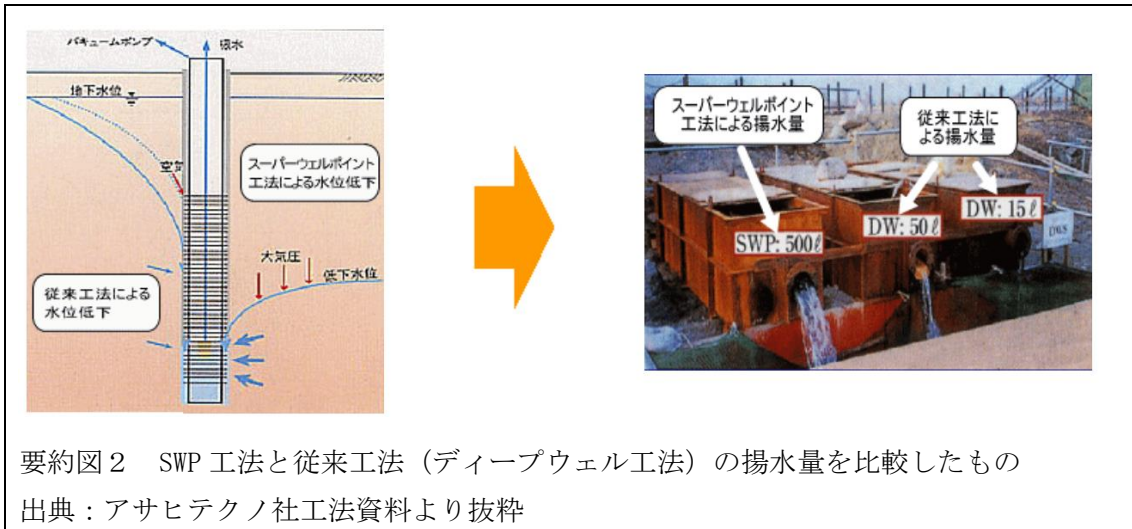 バキュームポンプ
吸水
地下水位
空気
スーパーウェルポイント
工法による水位低下
大気圧
低下水位
従来工法による
水位低下
スーパーウェルポイント
工法による揚水量
従来工法に
よる揚水量
SWP: 500ℓ
DW: 50ℓ
DW: 15ℓ
要約図2 SWP工法と従来工法(ディープウェル工法)の揚水量を比較したもの
出典:アサヒテクノ社工法資料より抜粋